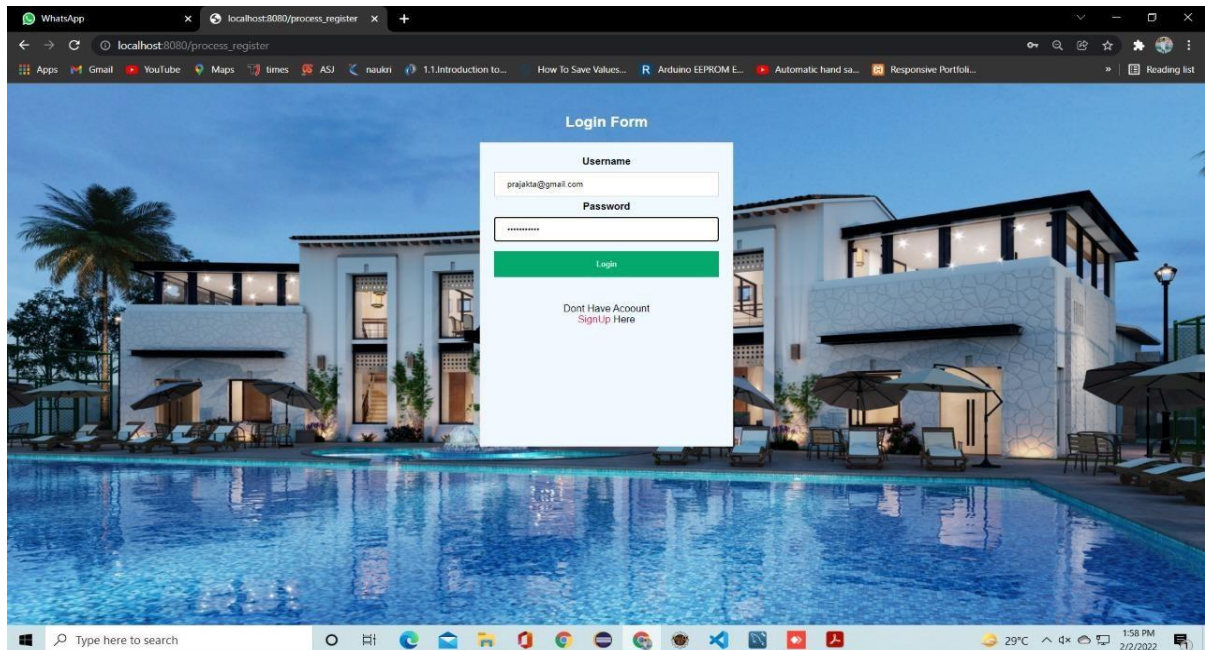 WhatsApp
localhost:8080/process_register
localhost:8080/process_register
Apps Gmail YouTube Maps times ASJ naukri 1.1.Introduction to... How To Save Values... R Arduino EEPROM E... Automatic hand sa... Responsive Portfoli... » Reading list
Login Form
Username
prajakta@gmail.com
Password
•••••••••••
Login
Dont Have Acoount
SignUp Here
Type here to search
29°C
1:58 PM
2/2/2022